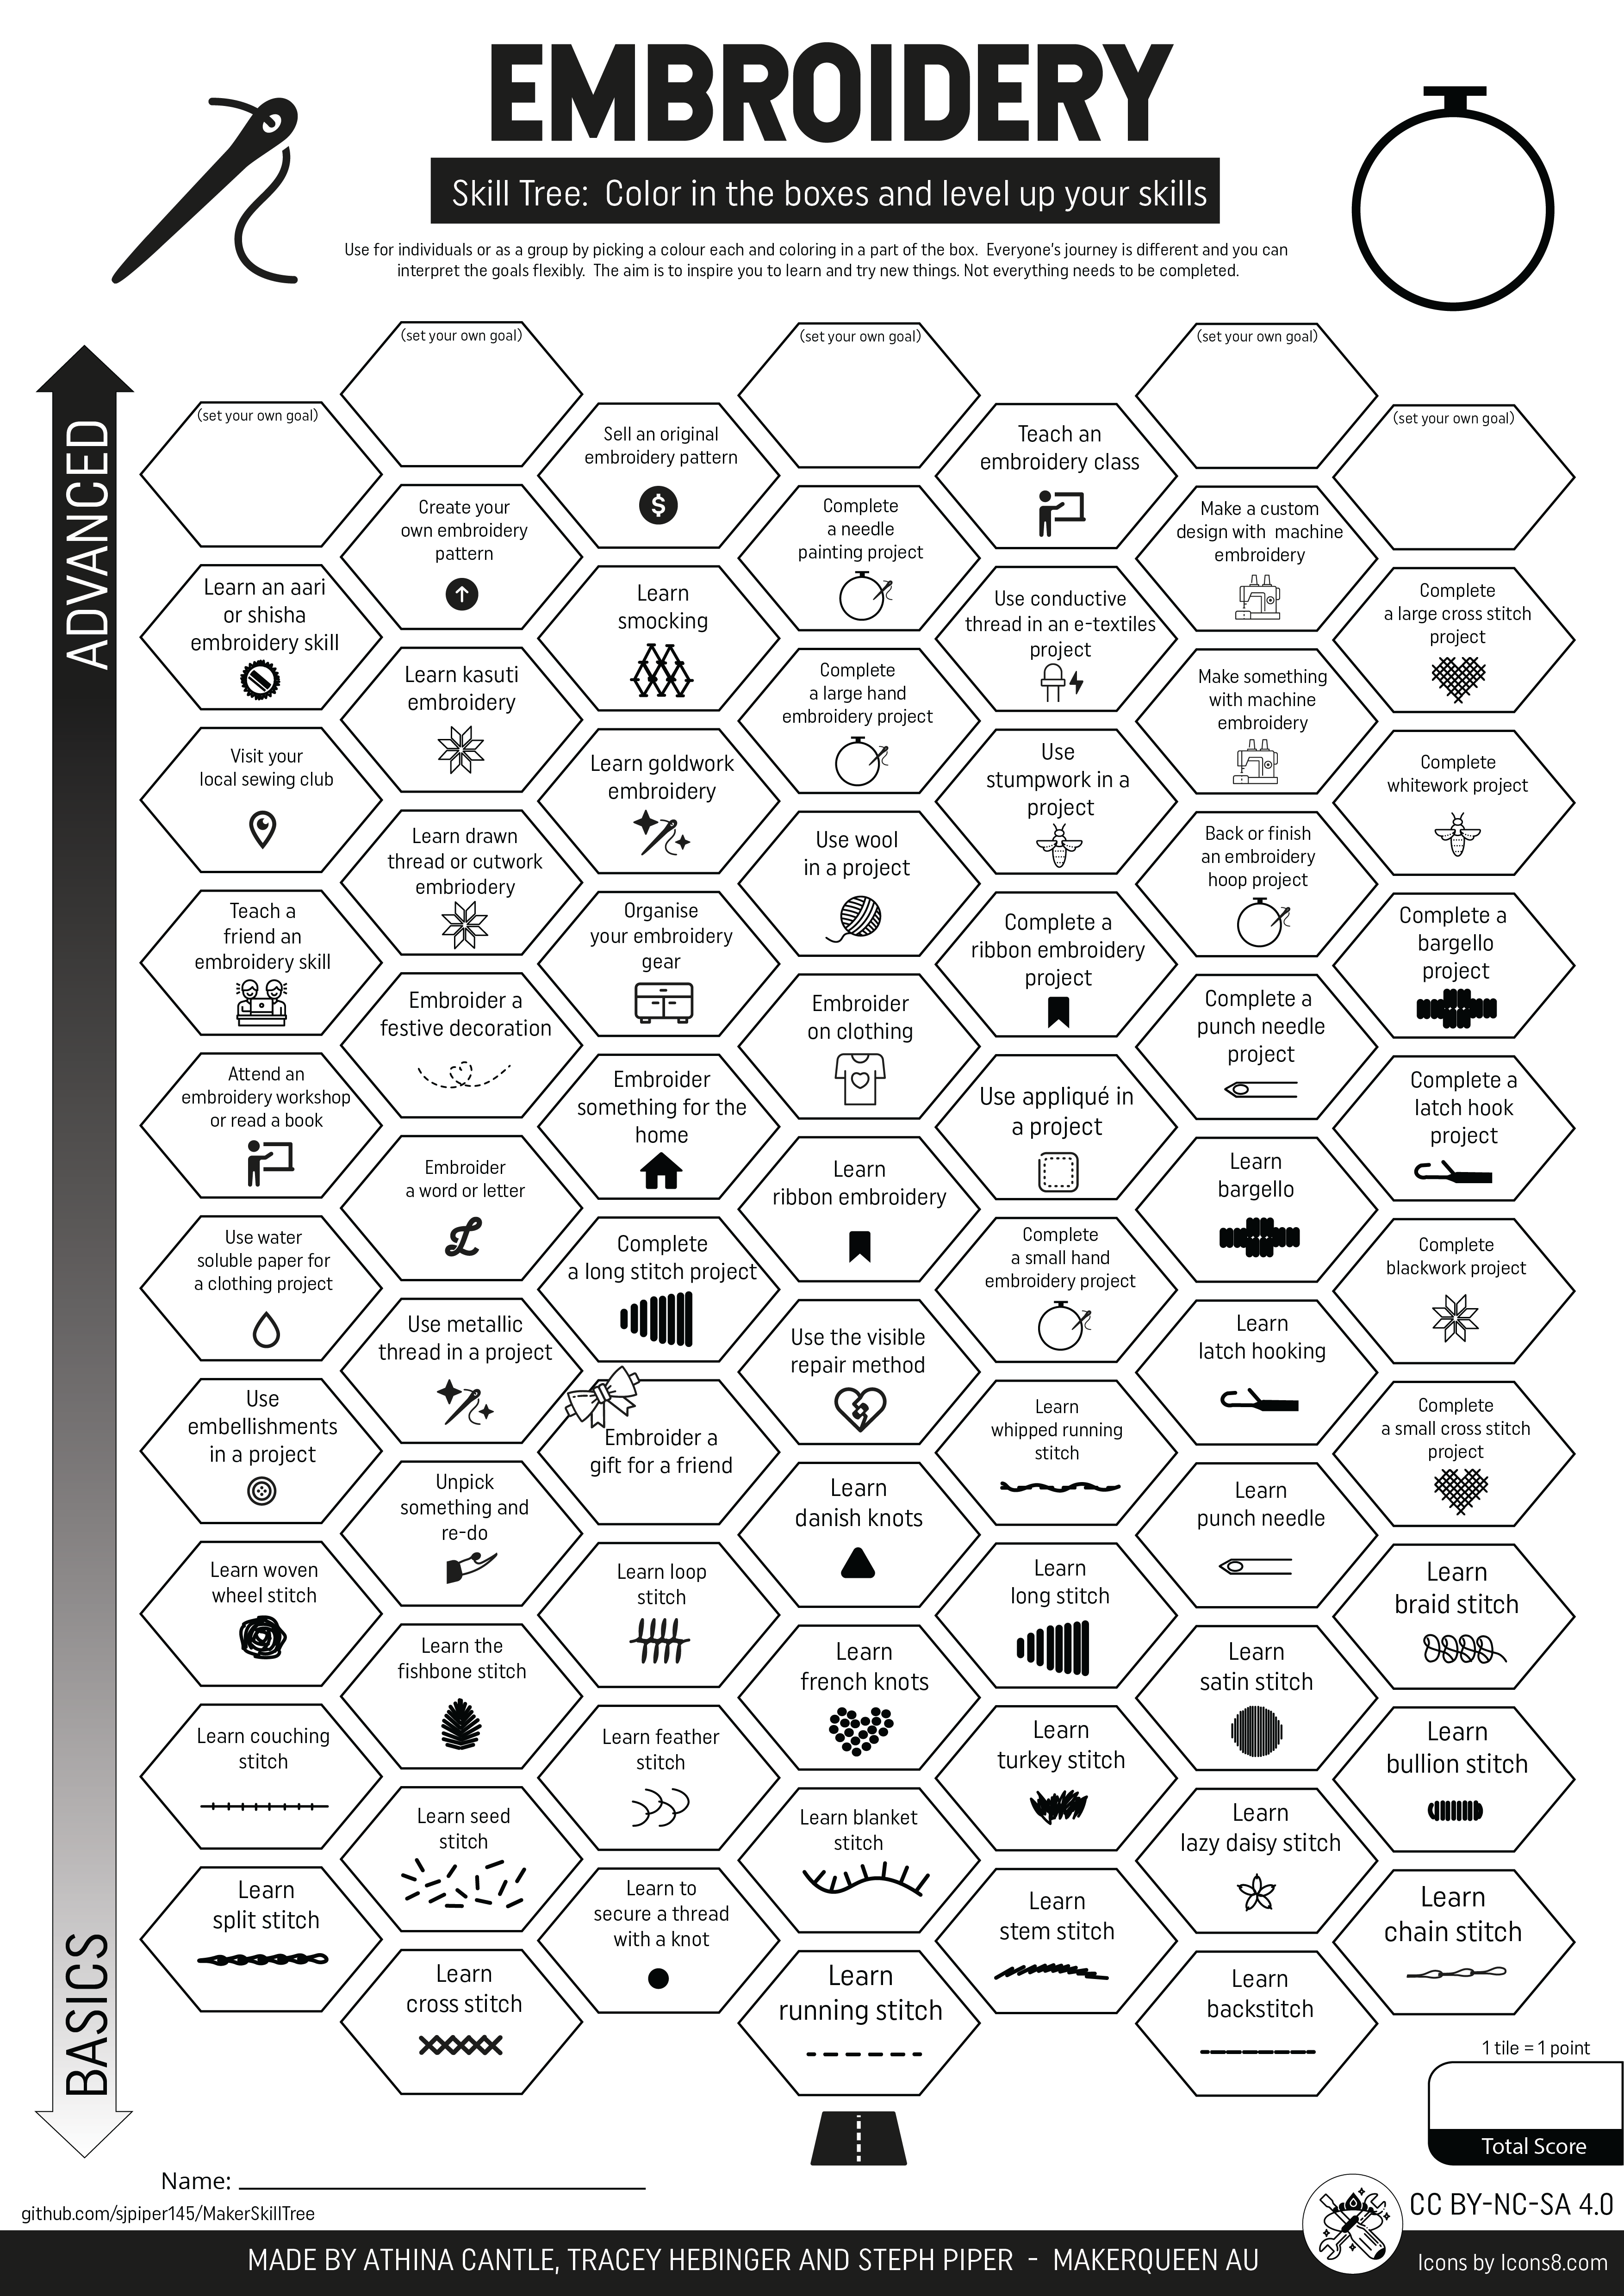 EMBROIDERY
Skill Tree: Color in the boxes and level up your skills
Use for individuals or as a group by picking a colour each and coloring in a part of the box. Everyone's journey is different and you can
interpret the goals flexibly. The aim is to inspire you to learn and try new things. Not everything needs to be completed.
ADVANCED
BASICS
(set your own goal)
(set your own goal)
(set your own goal)
(set your own goal)
(set your own goal)
Sell an original
embroidery pattern
Teach an
embroidery class
Create your
own embroidery
pattern
Complete
a needle
painting project
Make a custom
design with machine
embroidery
Learn an aari
or shisha
embroidery skill
Learn
smocking
Use conductive
thread in an e-textiles
project
Complete
a large cross stitch
project
Learn kasuti
embroidery
Complete
a large hand
embroidery project
Make something
with machine
embroidery
Visit your
local sewing club
Learn goldwork
embroidery
Use
stumpwork in a
project
Complete
whitework project
Learn drawn
thread or cutwork
embriodery
Use wool
in a project
Back or finish
an embroidery
hoop project
Teach a
friend an
embroidery skill
Organise
your embroidery
gear
Complete a
ribbon embroidery
project
Complete a
bargello
project
Embroider a
festive decoration
Embroider
on clothing
Complete a
punch needle
project
Attend an
embroidery workshop
or read a book
Embroider
something for the
home
Use appliqué in
a project
Complete a
latch hook
project
Embroider
a word or letter
Learn
ribbon embroidery
Learn
bargello
Use water
soluble paper for
a clothing project
Complete
a long stitch project
Complete
a small hand
embroidery project
Complete
blackwork project
Use metallic
thread in a project
Use the visible
repair method
Learn
latch hooking
Use
embellishments
in a project
Embroider a
gift for a friend
Learn
whipped running
stitch
Complete
a small cross stitch
project
Unpick
something and
re-do
Learn
danish knots
Learn
punch needle
Learn woven
wheel stitch
Learn loop
stitch
Learn
long stitch
Learn
braid stitch
Learn the
fishbone stitch
Learn
french knots
Learn
satin stitch
Learn couching
stitch
Learn feather
stitch
Learn
turkey stitch
Learn
bullion stitch
Learn seed
stitch
Learn blanket
stitch
Learn
lazy daisy stitch
Learn
split stitch
Learn to
secure a thread
with a knot
Learn
stem stitch
Learn
chain stitch
Learn
cross stitch
Learn
running stitch
Learn
backstitch
1 tile = 1 point
Total Score
Name:
github.com/sjpiper145/MakerSkillTree
CC BY-NC-SA 4.0
MADE BY ATHINA CANTLE, TRACEY HEBINGER AND STEPH PIPER - MAKERQUEEN AU
Icons by Icons8.com